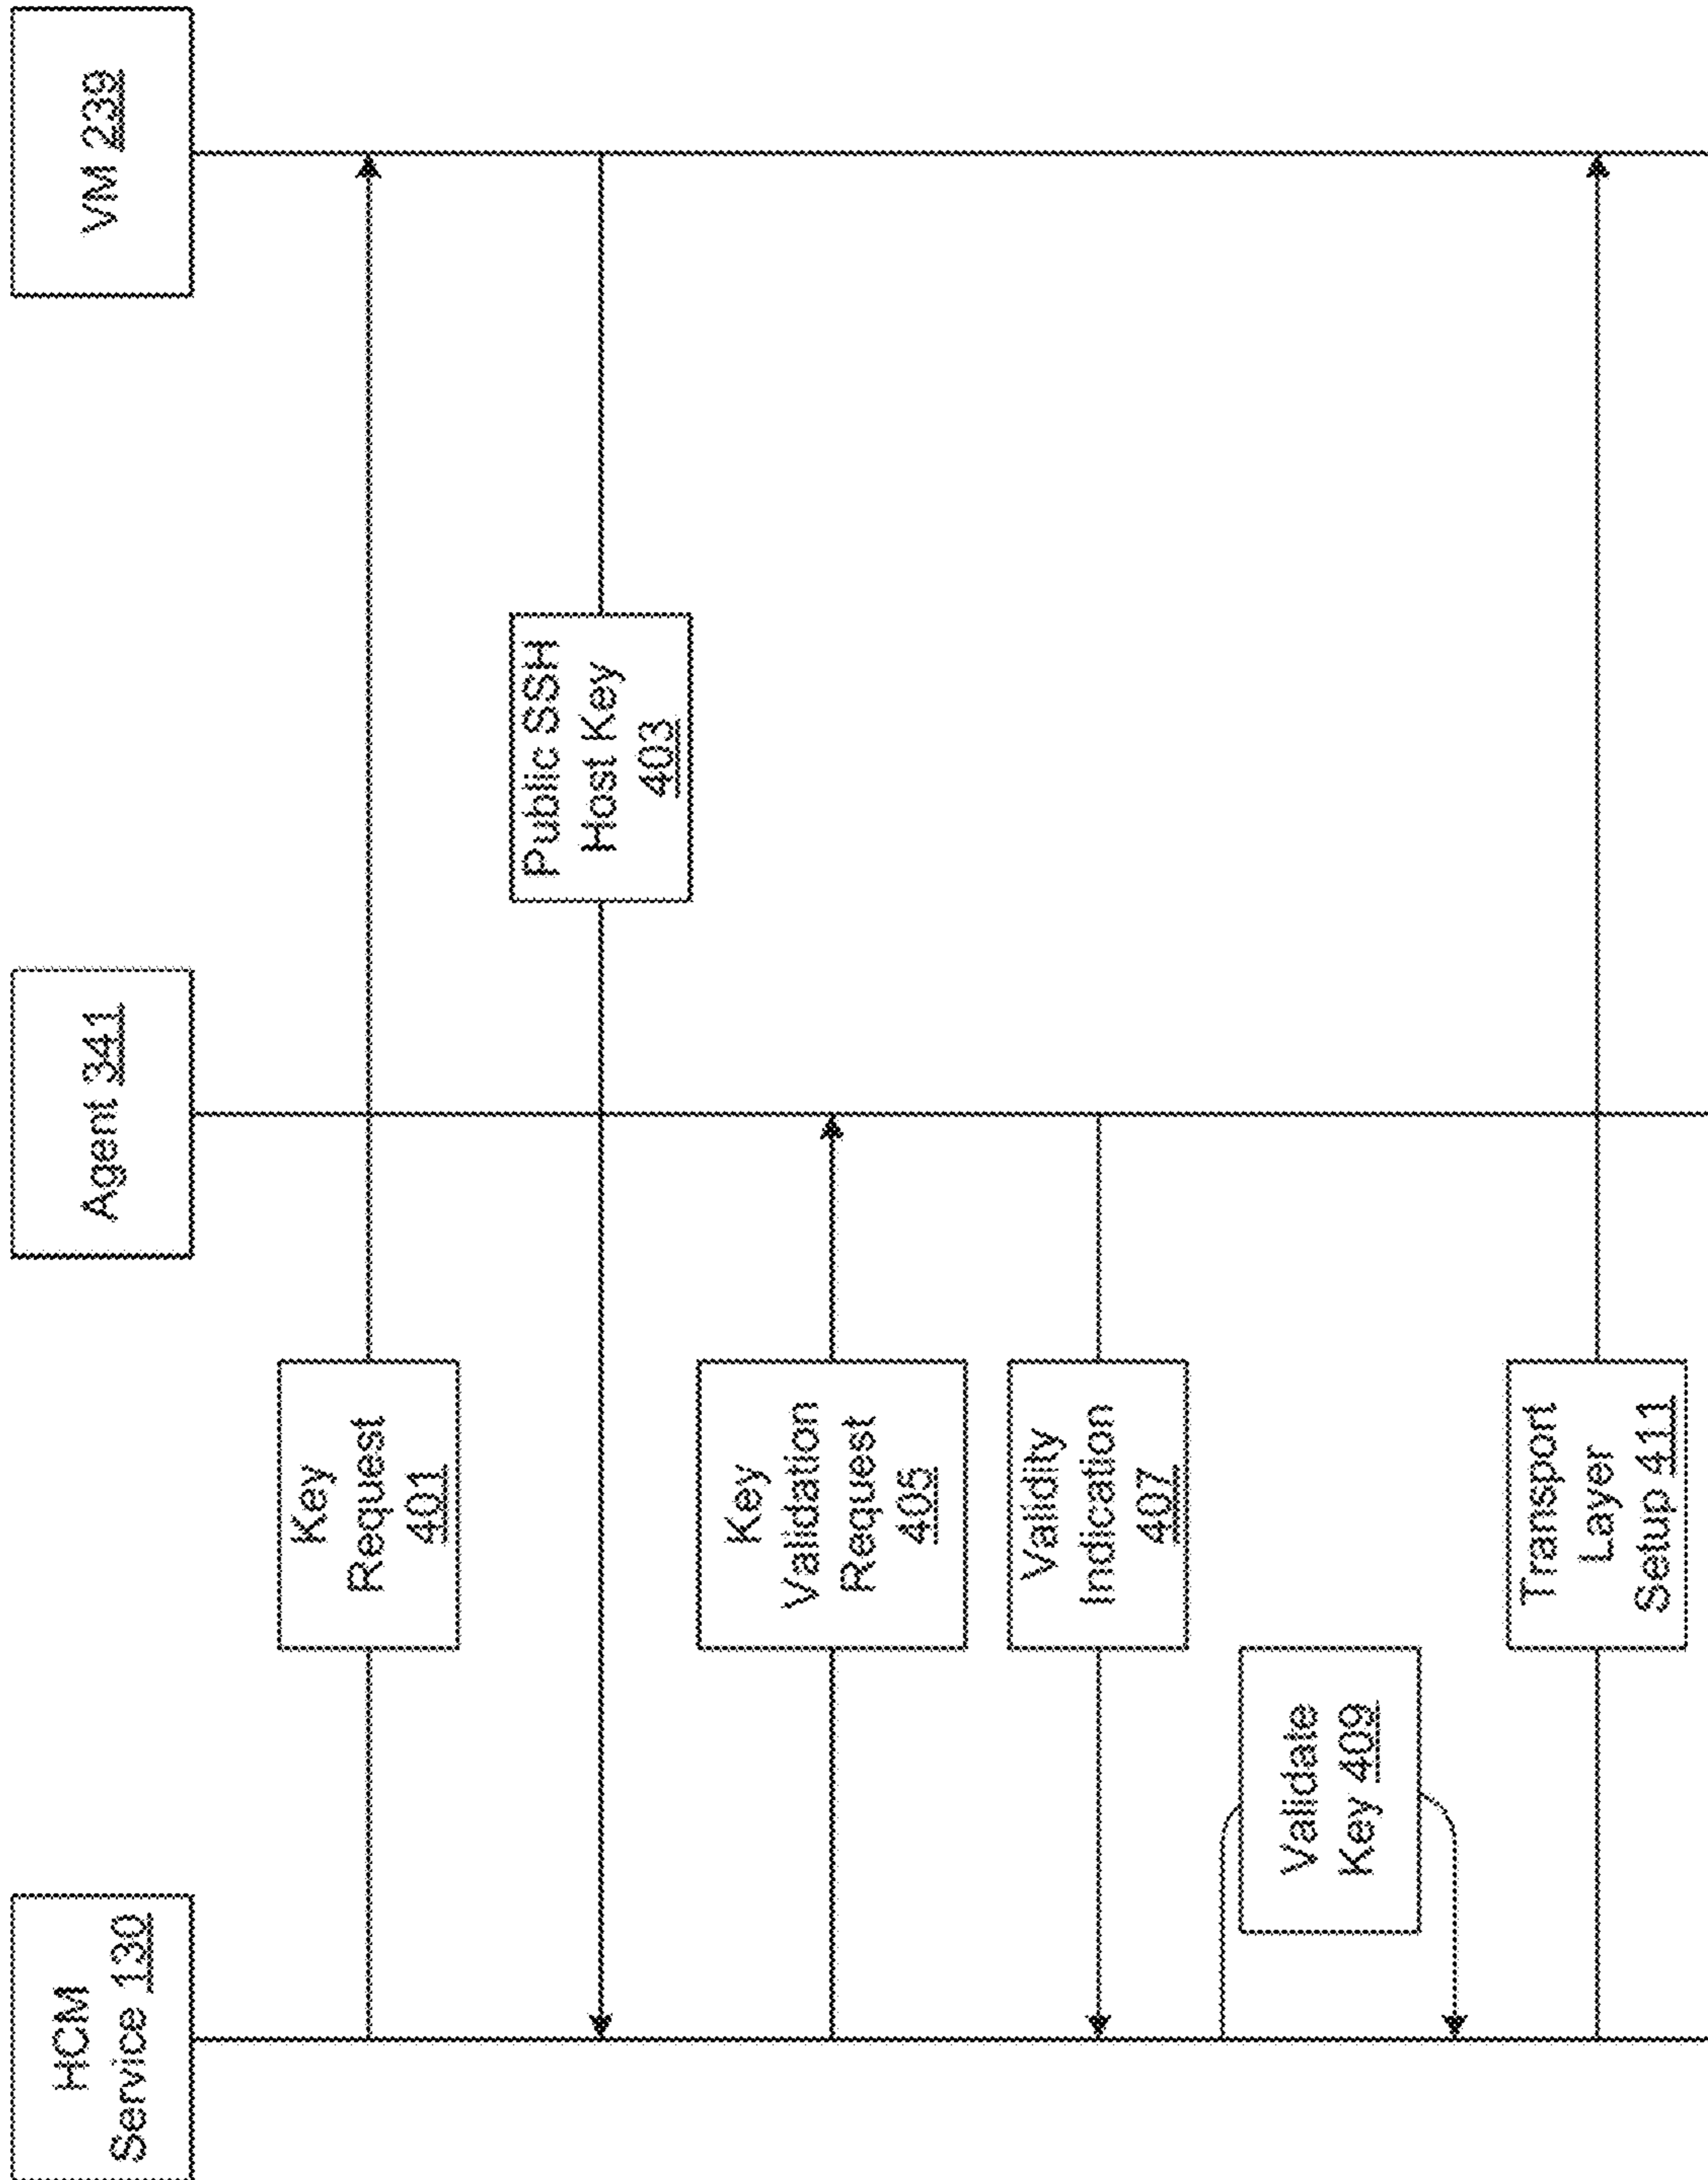 HCM
Service 130
Agent 341
VM 239
Key
Request
401
Public SSH
Host Key
403
Key
Validation
Request
405
Validity
Indication
407
Validate
Key 409
Transport
Layer
Setup 411